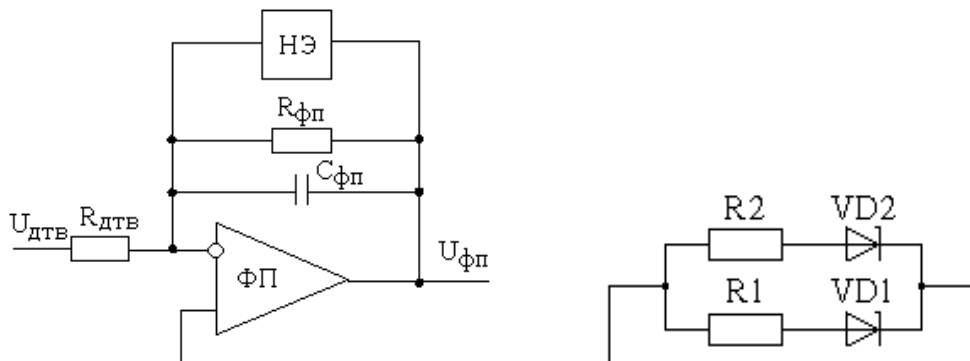 НЭ
Rфп
Cфп
Uдтв
Rдтв
ФП
Uфп
R2
VD2
R1
VD1